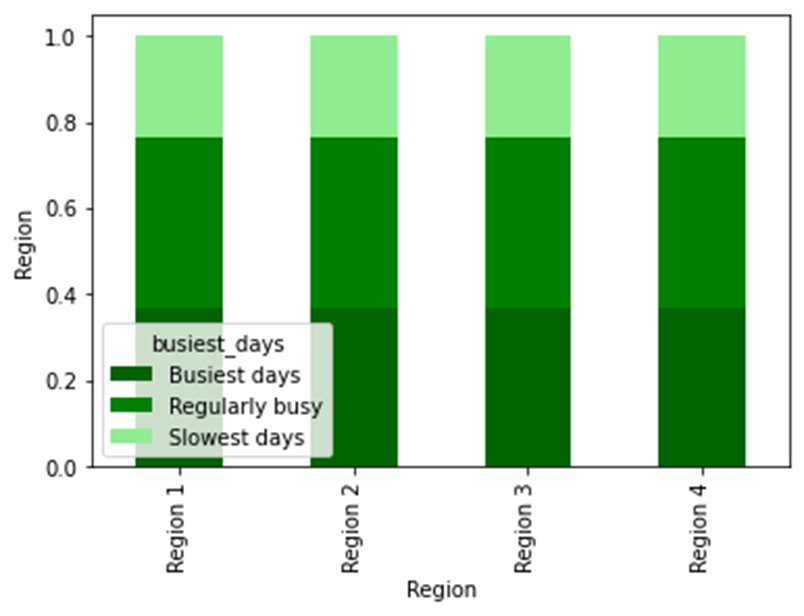 1.0
0.8
0.6
0.4
0.2
0.0
Region
busiest_days
Busiest days
Regularly busy
Slowest days
Region 1
Region 2
Region 3
Region 4
Region